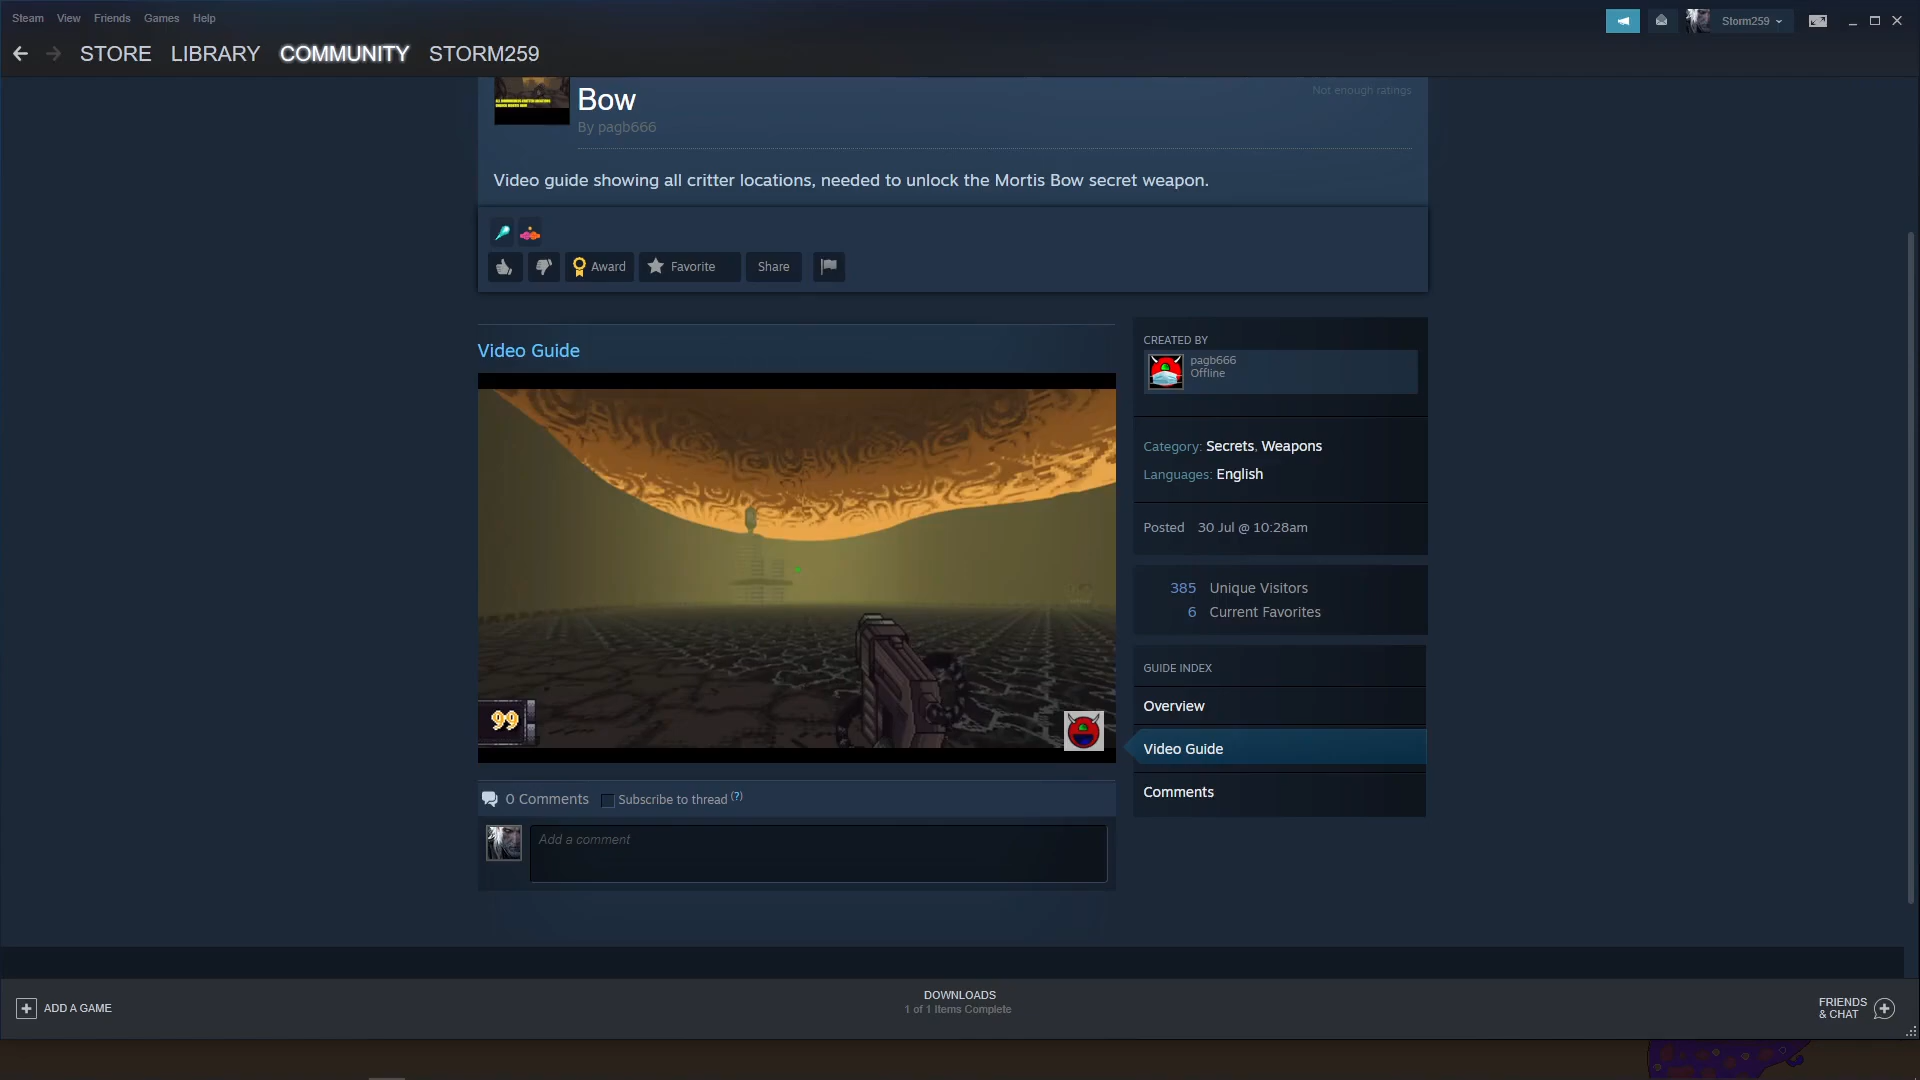 Steam View Friends Games Help
Storm259
STORE LIBRARY COMMUNITY STORM259
Bow
Not enough ratings
By pagb666
Video guide showing all critter locations, needed to unlock the Mortis Bow secret weapon.
Award Favorite Share
Video Guide
99
0 Comments Subscribe to thread (?)
Add a comment
CREATED BY
pagb666
Offline
Category: Secrets, Weapons
Languages: English
Posted 30 Jul @ 10:28am
385 Unique Visitors
6 Current Favorites
GUIDE INDEX
Overview
Video Guide
Comments
ADD A GAME
DOWNLOADS
1 of 1 Items Complete
FRIENDS
& CHAT